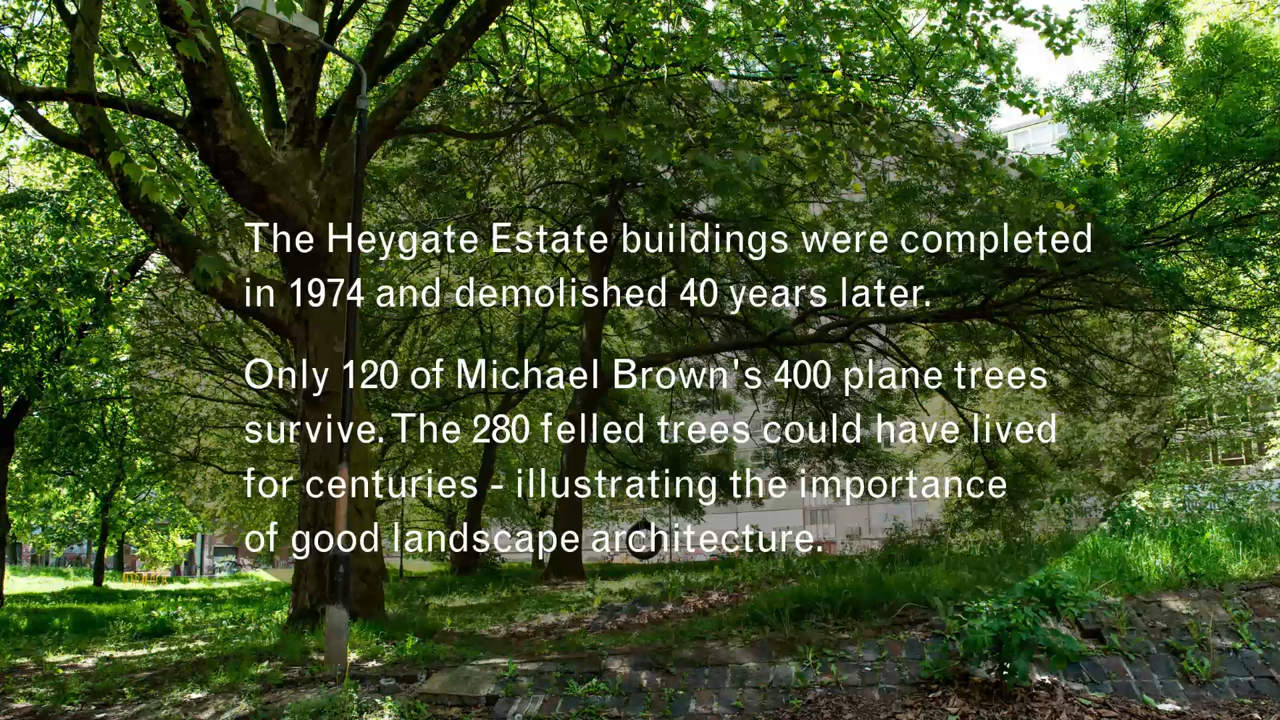 The Heygate Estate buildings were completed
in 1974 and demolished 40 years later.
Only 120 of Michael Brown's 400 plane trees
survive. The 280 felled trees could have lived
for centuries - illustrating the importance
of good landscape architecture.